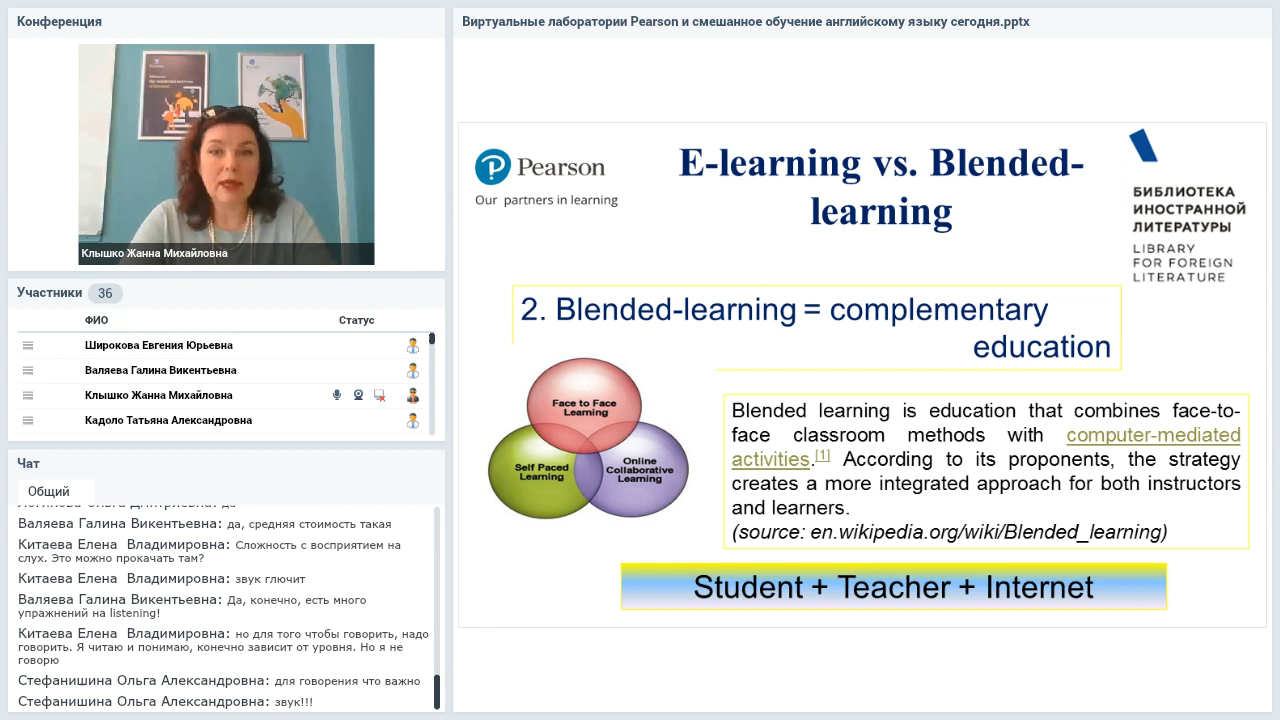 Конференция
Клышко Жанна Михайловна
Участники 36
ФИО Статус
Широкова Евгения Юрьевна
Валяева Галина Викентьевна
Клышко Жанна Михайловна
Кадоло Татьяна Александровна
Чат
Общий
Валяева Галина Викентьевна: да, средняя стоимость такая
Китаева Елена Владимировна: Сложность с восприятием на
слух. Это можно прокачать там?
Китаева Елена Владимировна: звук глючит
Валяева Галина Викентьевна: Да, конечно, есть много
упражнений на listening!
Китаева Елена Владимировна: но для того чтобы говорить, надо
говорить. Я читаю и понимаю, конечно зависит от уровня. Но я не
говорю
Стефанишина Ольга Александровна: для говорения что важно
Стефанишина Ольга Александровна: звук!!!
Виртуальные лаборатории Pearson и смешанное обучение английскому языку сегодня.pptx
Pearson
Our partners in learning
E-learning vs. Blended-
learning
БИБЛИОТЕКА
ИНОСТРАННОЙ
ЛИТЕРАТУРЫ
LIBRARY
FOR FOREIGN
LITERATURE
2. Blended-learning = complementary
education
Face to Face
Learning
Self Paced
Learning
Online
Collaborative
Learning
Blended learning is education that combines face-to-
face classroom methods with computer-mediated
activities.[1] According to its proponents, the strategy
creates a more integrated approach for both instructors
and learners.
(source: en.wikipedia.org/wiki/Blended_learning)
Student + Teacher + Internet